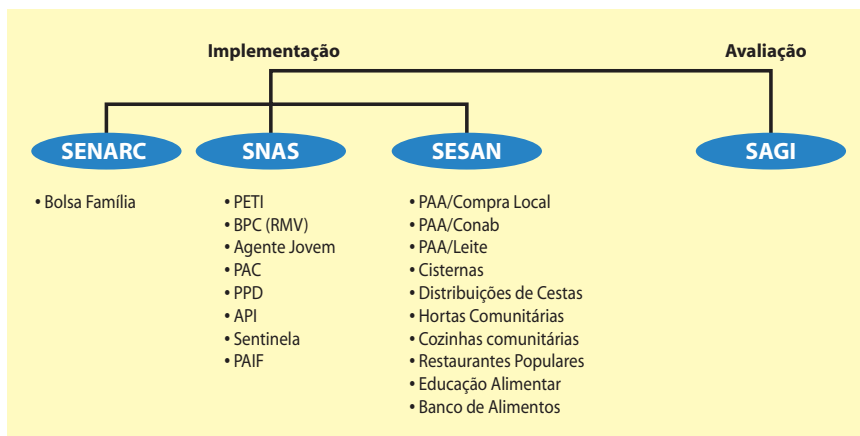 Implementação
Avaliação
SENARC
SNAS
SESAN
SAGI
• Bolsa Família
• PETI
• BPC (RMV)
• Agente Jovem
• PAC
• PPD
• API
• Sentinela
• PAIF
• PAA/Compra Local
• PAA/Conab
• PAA/Leite
• Cisternas
• Distribuições de Cestas
• Hortas Comunitárias
• Cozinhas comunitárias
• Restaurantes Populares
• Educação Alimentar
• Banco de Alimentos